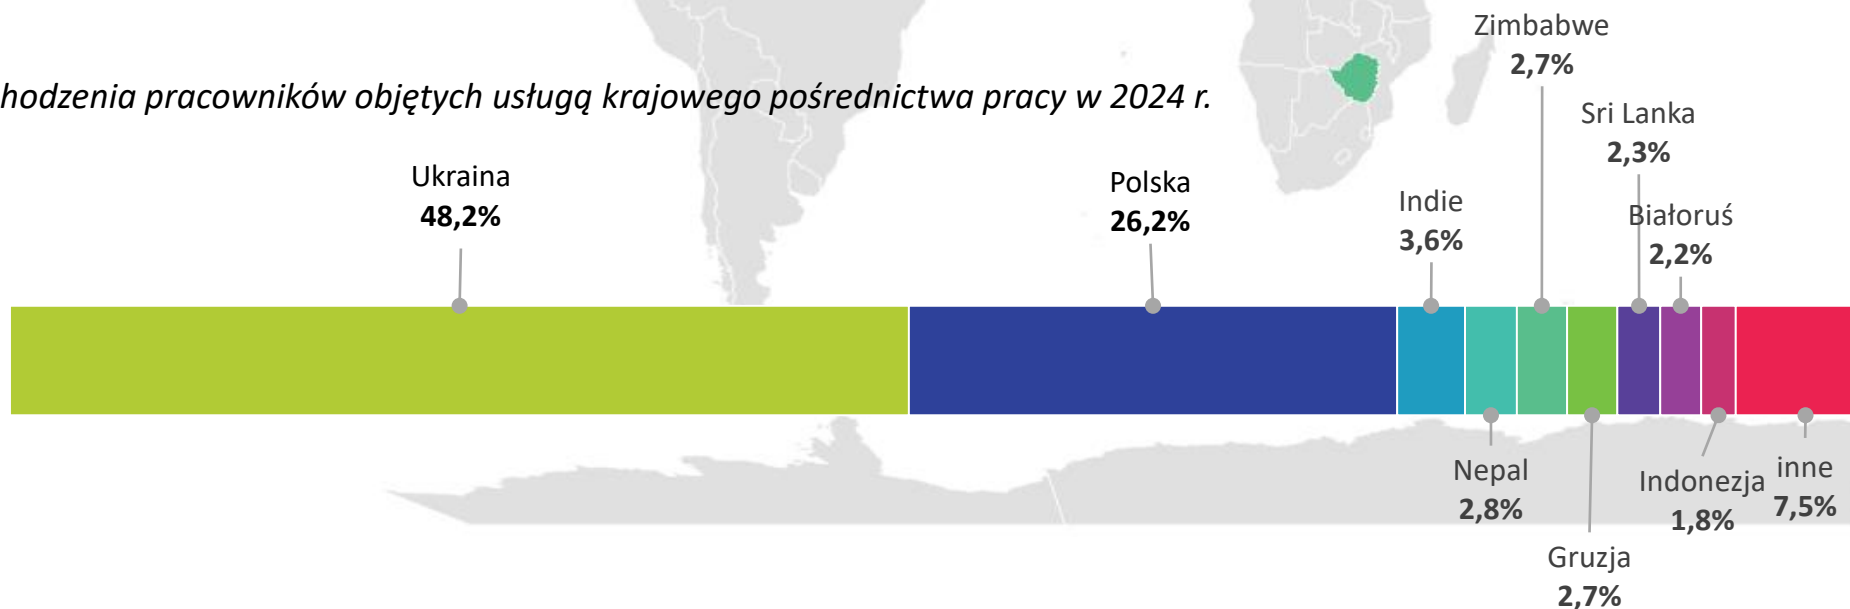 hodzenia pracowników objętych usługą krajowego pośrednictwa pracy w 2024 r.
Ukraina
48,2%
Polska
26,2%
Indie
3,6%
Zimbabwe
2,7%
Sri Lanka
2,3%
Białoruś
2,2%
Nepal
2,8%
Gruzja
2,7%
Indonezja
1,8%
inne
7,5%